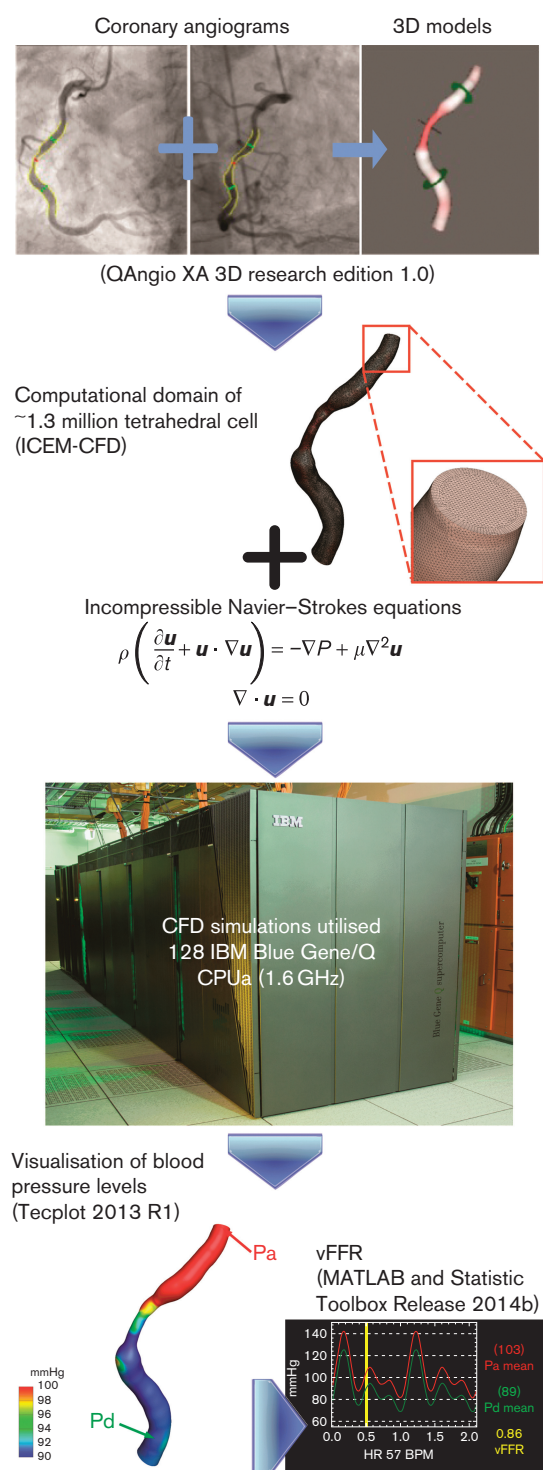 Coronary angiograms
3D models
(QAngio XA 3D research edition 1.0)
Computational domain of
~1.3 million tetrahedral cell
(ICEM-CFD)
Incompressible Navier–Strokes equations
ρ(∂u/∂t + u · ∇u) = −∇P + μ∇²u
∇ · u = 0
IBM
CFD simulations utilised
128 IBM Blue Gene/Q
CPUa (1.6 GHz)
Blue Gene Q supercomputer
Visualisation of blood
pressure levels
(Tecplot 2013 R1)
Pa
Pd
mmHg
100
98
96
94
92
90
vFFR
(MATLAB and Statistic
Toolbox Release 2014b)
mmHg
140
120
100
80
60
0.0 0.5 1.0 1.5 2.0
HR 57 BPM
(103)
Pa mean
(89)
Pd mean
0.86
vFFR